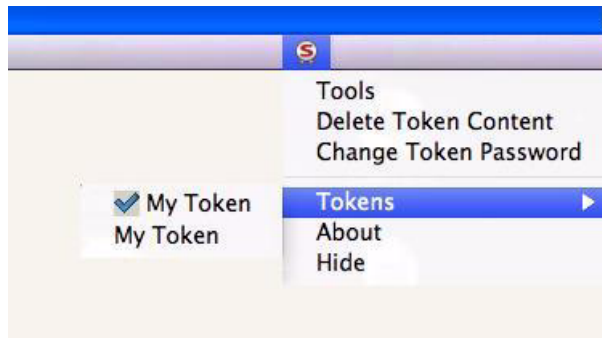 S
Tools
Delete Token Content
Change Token Password
My Token
My Token
Tokens
About
Hide